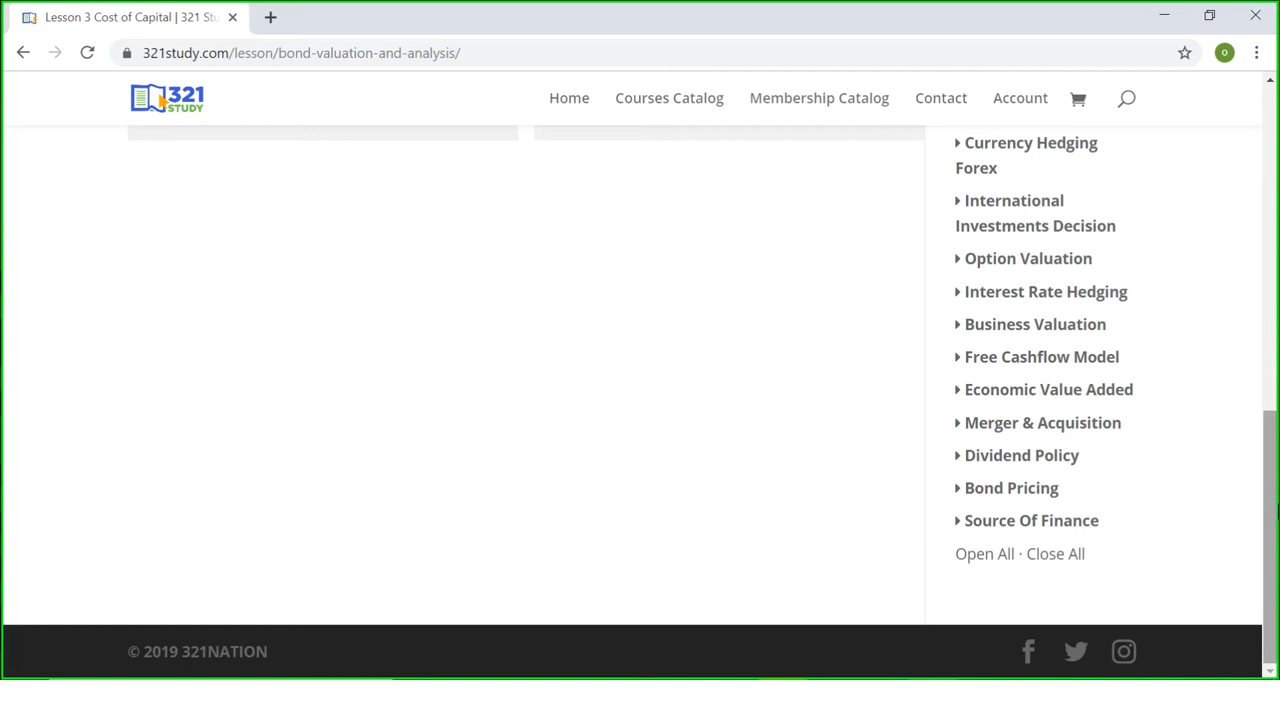 Lesson 3 Cost of Capital | 321 Stu
321study.com/lesson/bond-valuation-and-analysis/
O
321
STUDY
Home
Courses Catalog
Membership Catalog
Contact
Account
Currency Hedging
Forex
International
Investments Decision
Option Valuation
Interest Rate Hedging
Business Valuation
Free Cashflow Model
Economic Value Added
Merger & Acquisition
Dividend Policy
Bond Pricing
Source Of Finance
Open All · Close All
© 2019 321NATION